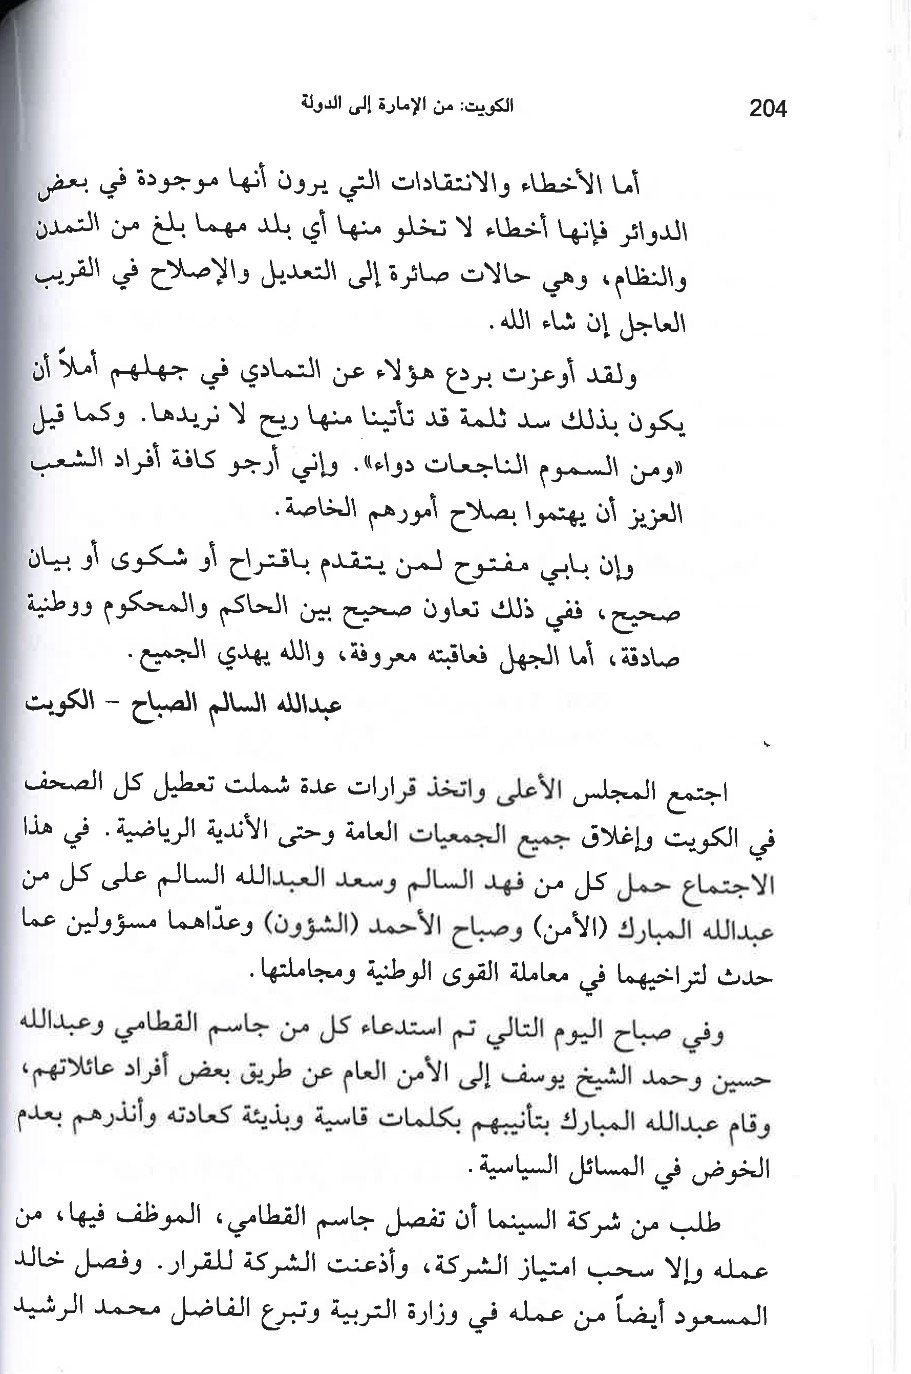 204
الكويت: من الإمارة إلى الدولة
أما الأخطاء والانتقادات التي يرون أنها موجودة في بعض
الدوائر فإنها أخطاء لا تخلو منها أي بلد مهما بلغ من التمدن
والنظام، وهي حالات صائرة إلى التعديل والإصلاح في القريب
العاجل إن شاء الله.
ولقد أوعزت بردع هؤلاء عن التمادي في جهلهم أملاً أن
يكون بذلك سد ثلمة قد تأتينا منها ريح لا نريدها. وكما قيل
«ومن السموم الناجعات دواء». وإني أرجو كافة أفراد الشعب
العزيز أن يهتموا بصلاح أمورهم الخاصة.
وإن بابي مفتوح لمن يتقدم باقتراح أو شكوى أو بيان
صحيح، ففي ذلك تعاون صحيح بين الحاكم والمحكوم ووطنية
صادقة، أما الجهل فعاقبته معروفة، والله يهدي الجميع.
عبدالله السالم الصباح – الكويت
اجتمع المجلس الأعلى واتخذ قرارات عدة شملت تعطيل كل الصحف
في الكويت وإغلاق جميع الجمعيات العامة وحتى الأندية الرياضية. في هذا
الاجتماع حمل كل من فهد السالم وسعد العبدالله السالم على كل من
عبدالله المبارك (الأمن) وصباح الأحمد (الشؤون) وعدّاهما مسؤولين عما
حدث لتراخيهما في معاملة القوى الوطنية ومجاملتها.
وفي صباح اليوم التالي تم استدعاء كل من جاسم القطامي وعبدالله
حسين وحمد الشيخ يوسف إلى الأمن العام عن طريق بعض أفراد عائلاتهم،
وقام عبدالله المبارك بتأنيبهم بكلمات قاسية وبذيئة كعادته وأنذرهم بعدم
الخوض في المسائل السياسية.
طلب من شركة السينما أن تفصل جاسم القطامي، الموظف فيها، من
عمله وإلا سحب امتياز الشركة، وأذعنت الشركة للقرار. وفصل خالد
المسعود أيضاً من عمله في وزارة التربية وتبرع الفاضل محمد الرشيد